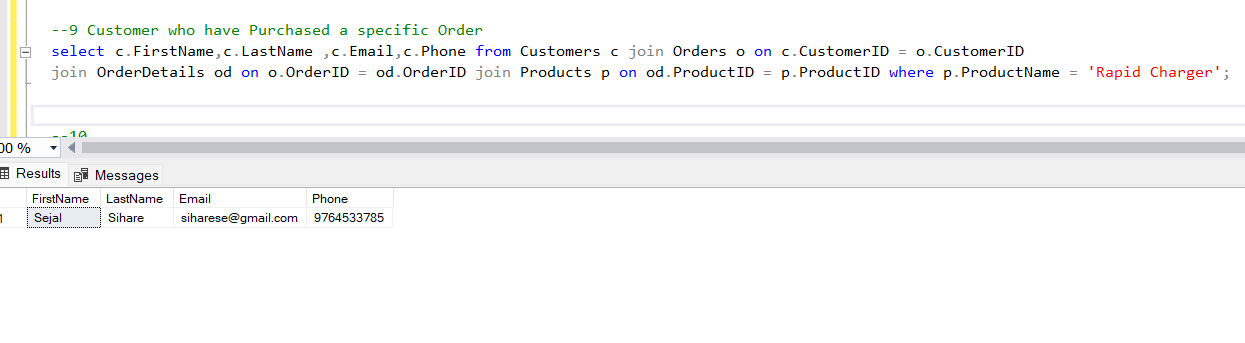 --9 Customer who have Purchased a specific Order
select c.FirstName,c.LastName ,c.Email,c.Phone from Customers c join Orders o on c.CustomerID = o.CustomerID
join OrderDetails od on o.OrderID = od.OrderID join Products p on od.ProductID = p.ProductID where p.ProductName = 'Rapid Charger';
--10
00 %
Results Messages
FirstName LastName Email Phone
1 Sejal Sihare siharese@gmail.com 9764533785